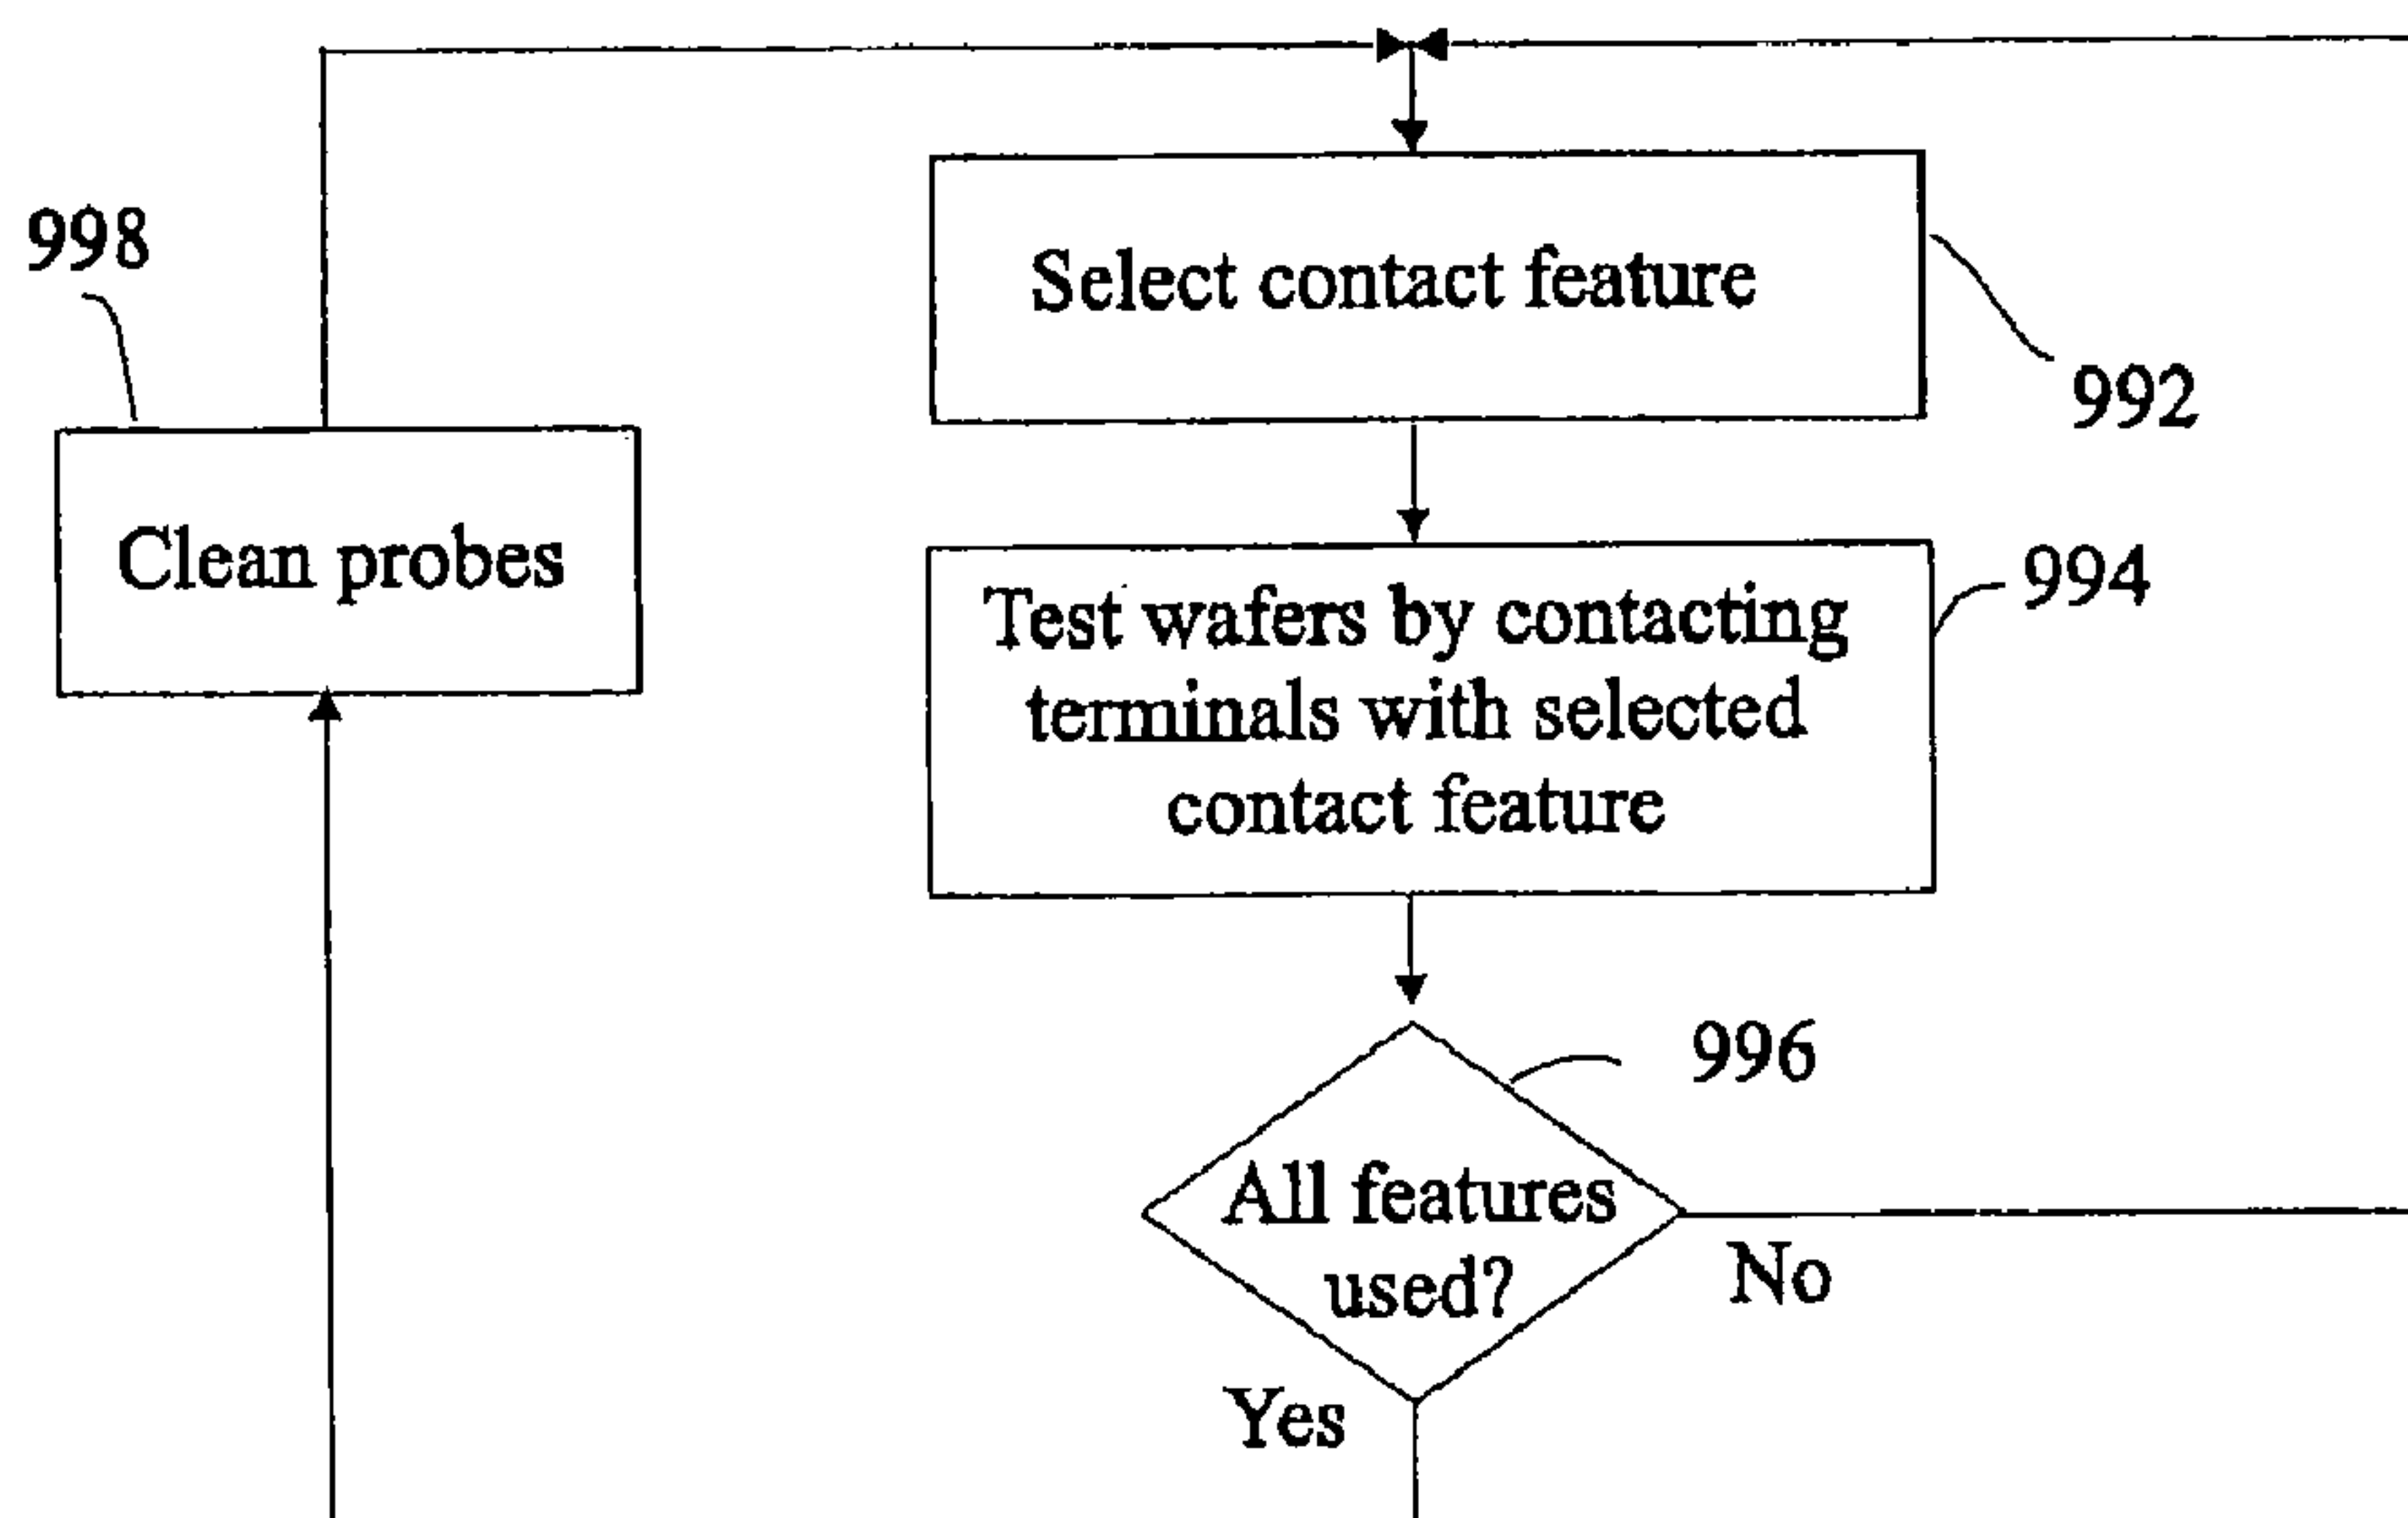 998
Select contact feature
992
Clean probes
994
Test wafers by contacting
terminals with selected
contact feature
996
All features
used?
No
Yes